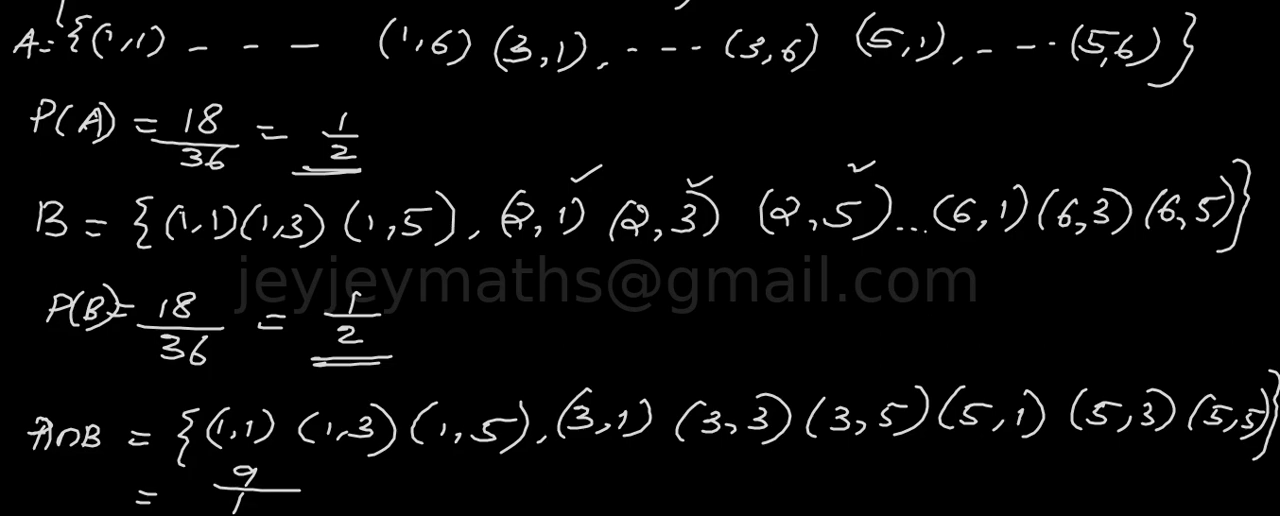 A={(1,1) - - - (1,6) (3,1), - --- (3,6) (5,1), - - -- (5,6)}
P(A) = 18/36 = 1/2
B = {(1,1)(1,3) (1,5), (2,1) (2,3) (2,5)... (6,1)(6,3)(6,5)}
jeyjeymaths@gmail.com
P(B)= 18/36 = 1/2
A∩B = {(1,1) (1,3)(1,5), (3,1) (3,3)(3,5)(5,1) (5,3)(5,5)}
= 9/